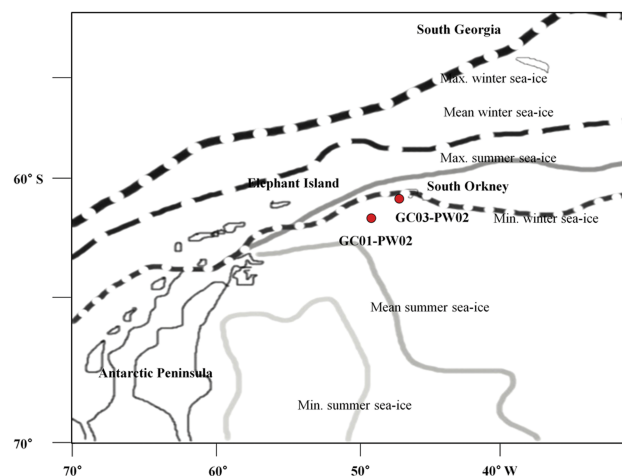 South Georgia
Max. winter sea-ice
Mean winter sea-ice
Max. summer sea-ice
60° S
Elephant Island
South Orkney
GC03-PW02
Min. winter sea-ice
GC01-PW02
Mean summer sea-ice
Antarctic Peninsula
Min. summer sea-ice
70°
70°
60°
50°
40° W